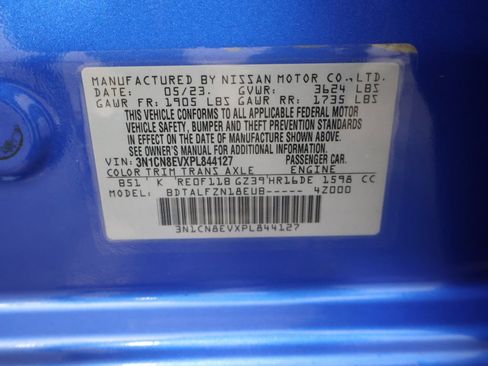 MANUFACTURED BY NISSAN MOTOR CO.,LTD.
DATE: 05/23. GVWR: 3624 LBS
GAWR FR: 1905 LBS GAWR RR: 1735 LBS
THIS VEHICLE CONFORMS TO ALL APPLICABLE FEDERAL MOTOR
VEHICLE SAFETY, BUMPER AND THEFT PREVENTION STANDARDS
IN EFFECT ON THE DATE OF MANUFACTURE SHOWN ABOVE.
SEE OWNER'S MANUAL FOR ADDITIONAL INFORMATION.
VIN: 3N1CN8EVXPL844127 PASSENGER CAR.
COLOR TRIM TRANS AXLE ENGINE
B51' K 'RE0F11B GZ39'HR16DE 1598 CC
MODEL: BDTALFZN18EUB-- 4Z000
3N1CN8EVXPL844127